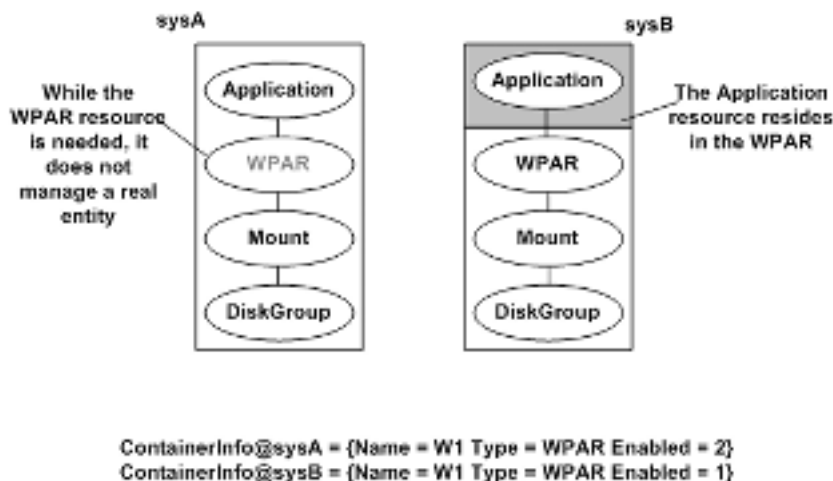 sysA
sysB
While the
WPAR resource
is needed, it
does not
manage a real
entity
Application
WPAR
Mount
DiskGroup
Application
WPAR
Mount
DiskGroup
The Application
resource resides
in the WPAR
ContainerInfo@sysA = {Name = W1 Type = WPAR Enabled = 2}
ContainerInfo@sysB = {Name = W1 Type = WPAR Enabled = 1}